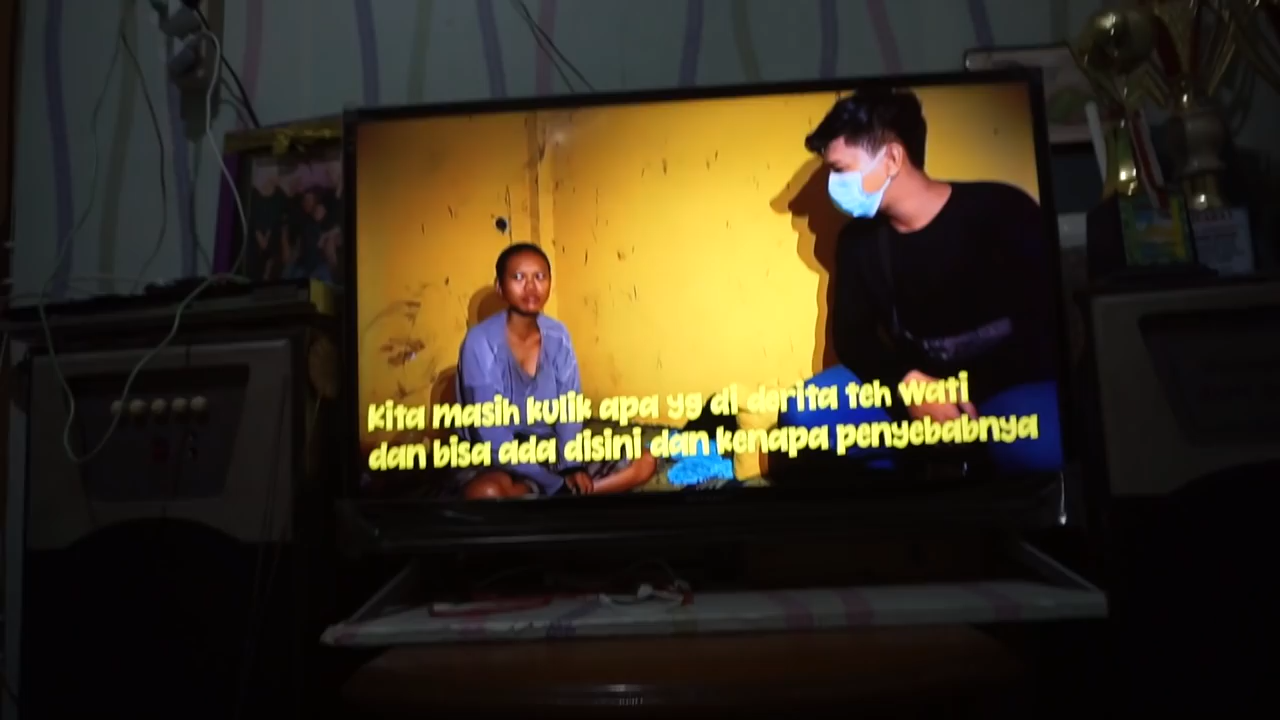 Kita masih kulik apa yg di derita teh wati
dan bisa ada disini dan kenapa penyebabnya